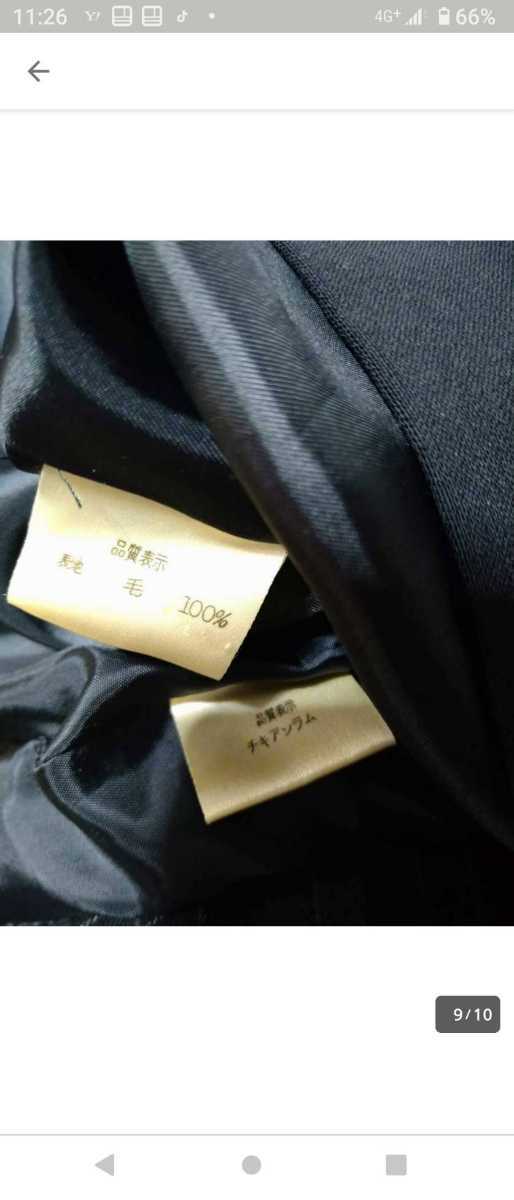 11:26
4G+
66%
品質表示
表地
毛
100%
品質表示
チキアンラム
9/10